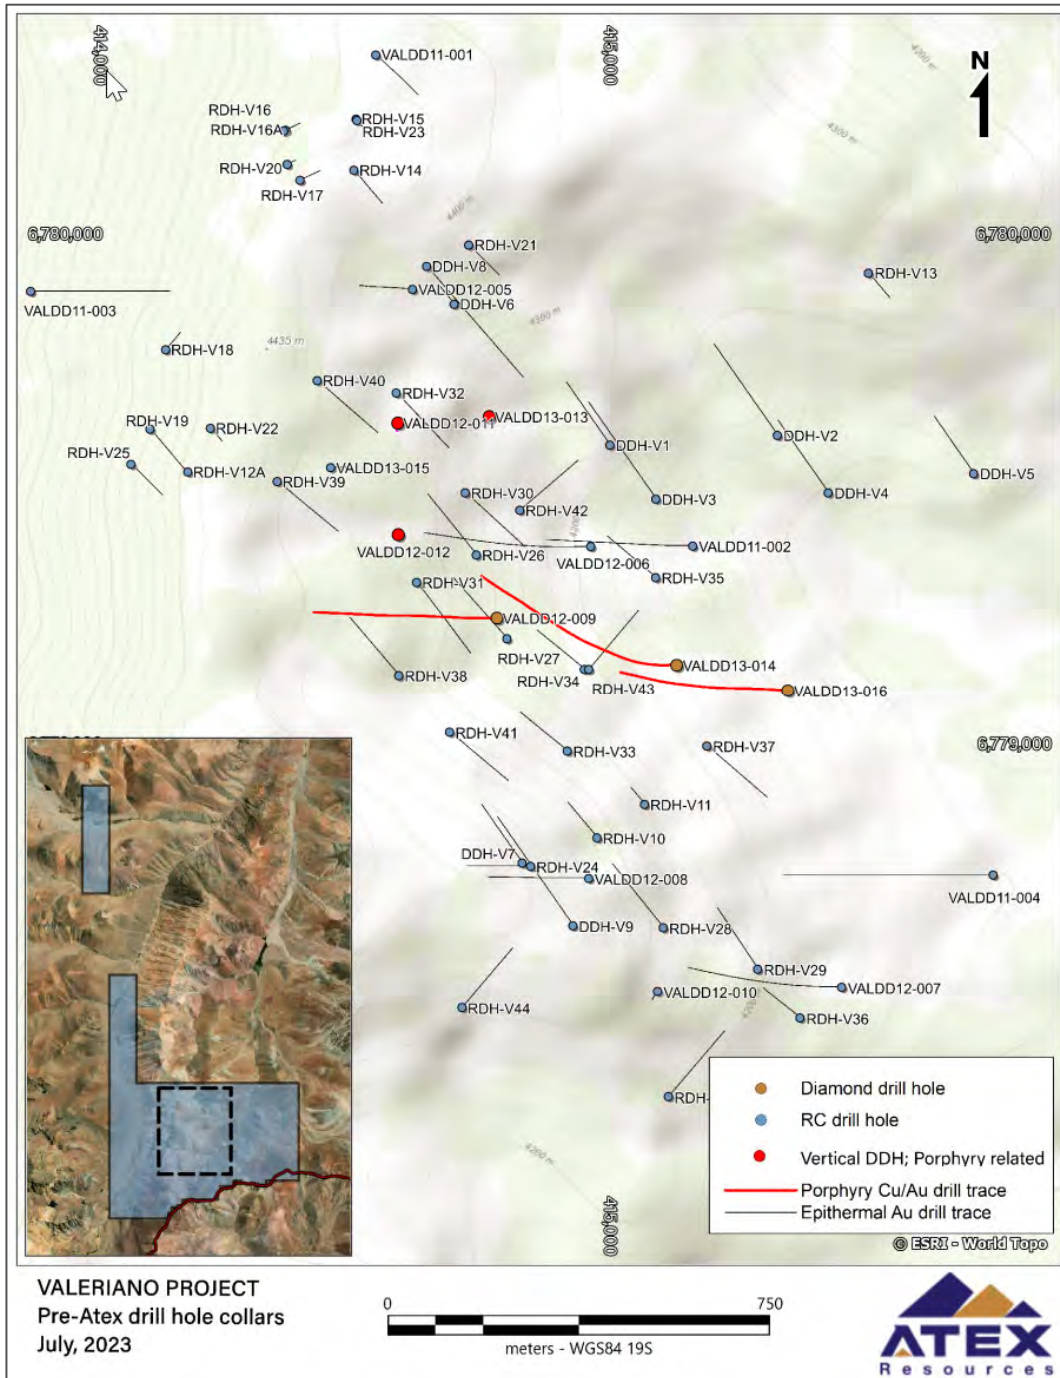 414,000
415,000
N
VALDD11-001
4200 m
RDH-V16
RDH-V15
RDH-V16A
RDH-V23
4300 m
RDH-V20
RDH-V14
RDH-V17
4400 m
6,780,000
6,780,000
RDH-V21
DDH-V8
RDH-V13
VALDD12-005
VALDD11-003
DDH-V6
4300 m
4435 m
RDH-V18
RDH-V40
RDH-V32
VALDD12-011
VALDD13-013
RDH-V19
RDH-V22
DDH-V1
DDH-V2
RDH-V25
RDH-V12A
VALDD13-015
RDH-V39
DDH-V5
RDH-V30
DDH-V3
DDH-V4
RDH-V42
VALDD12-012
VALDD11-002
RDH-V26
VALDD12-006
RDH-V31
RDH-V35
VALDD12-009
RDH-V27
VALDD13-014
RDH-V38
RDH-V34
RDH-V43
VALDD13-016
RDH-V41
RDH-V33
RDH-V37
6,779,000
RDH-V11
RDH-V10
DDH-V7
RDH-V24
VALDD12-008
VALDD11-004
DDH-V9
RDH-V28
RDH-V29
VALDD12-010
VALDD12-007
RDH-V44
4200 m
RDH-V36
RDH-
4200 m
415,000
Diamond drill hole
RC drill hole
Vertical DDH; Porphyry related
Porphyry Cu/Au drill trace
Epithermal Au drill trace
© ESRI - World Topo
VALERIANO PROJECT
Pre-Atex drill hole collars
July, 2023
0
750
meters - WGS84 19S
ATEX
Resources